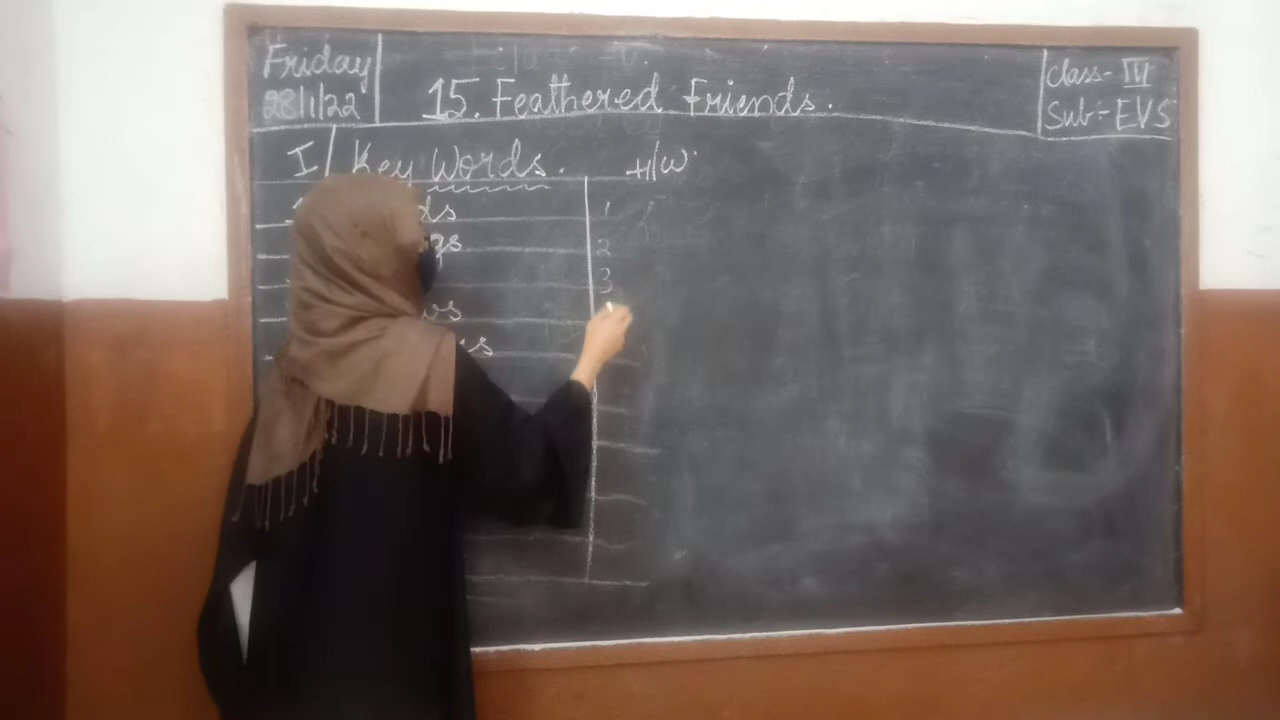 Friday
28/1/22
15. Feathered Friends.
Class- III
Sub:- EVS
I/ Key Words.
H/W
1
2
3